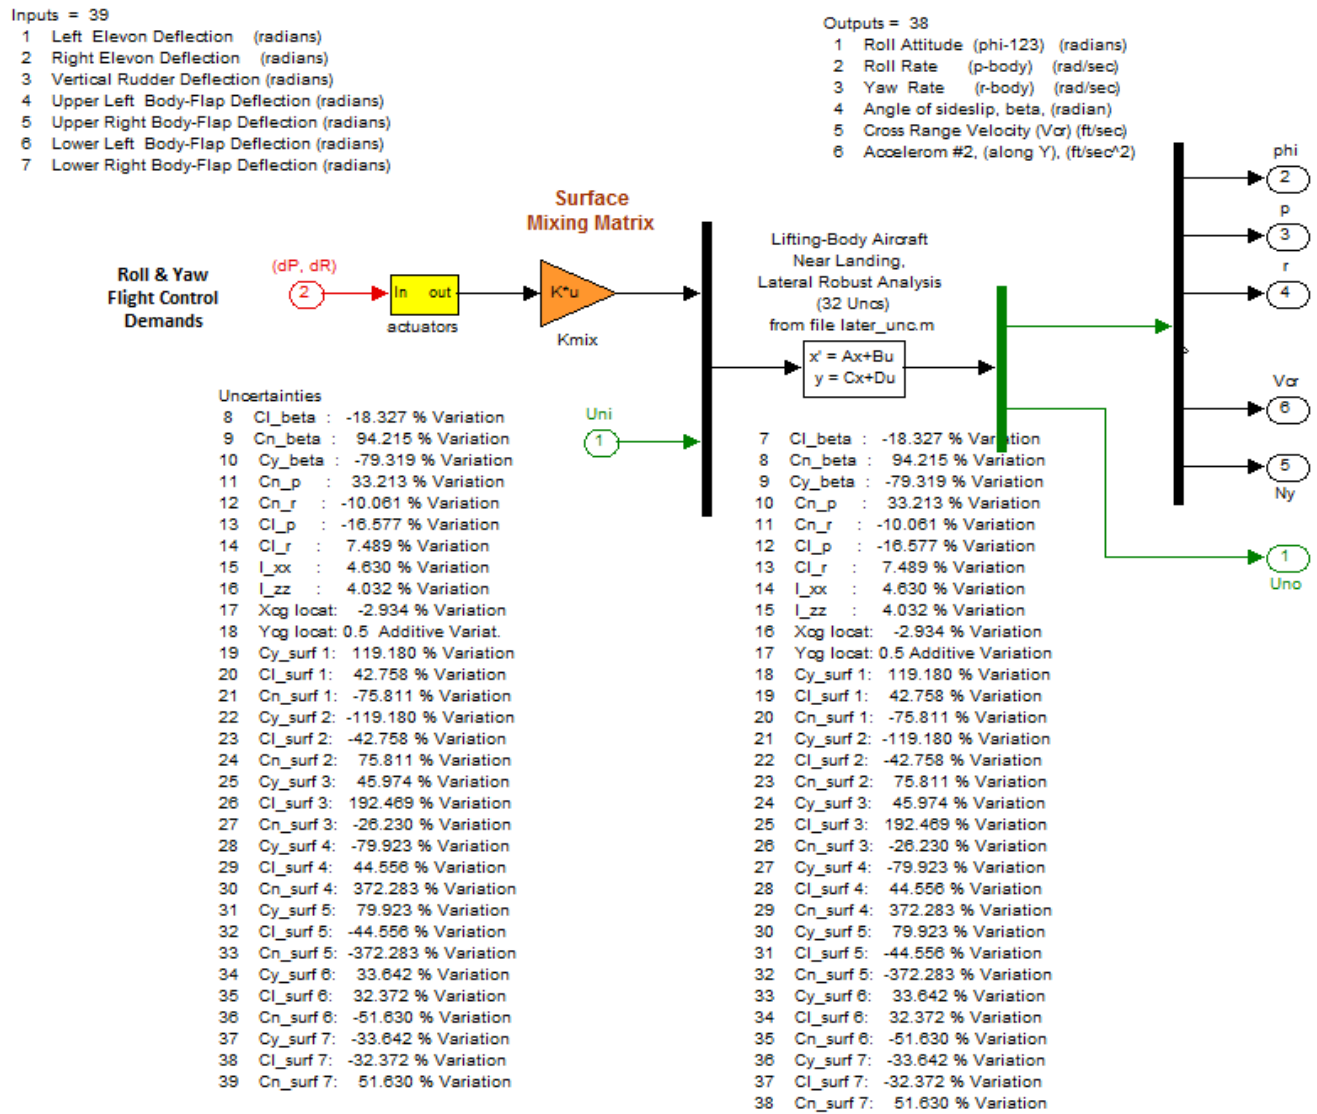 Inputs = 39
1 Left Elevon Deflection (radians)
2 Right Elevon Deflection (radians)
3 Vertical Rudder Deflection (radians)
4 Upper Left Body-Flap Deflection (radians)
5 Upper Right Body-Flap Deflection (radians)
6 Lower Left Body-Flap Deflection (radians)
7 Lower Right Body-Flap Deflection (radians)
Outputs = 38
1 Roll Attitude (phi-123) (radians)
2 Roll Rate (p-body) (rad/sec)
3 Yaw Rate (r-body) (rad/sec)
4 Angle of sideslip, beta, (radian)
5 Cross Range Velocity (Vcr) (ft/sec)
6 Accelerom #2, (along Y), (ft/sec^2)
Surface
Mixing Matrix
Roll & Yaw
Flight Control
Demands
(dP, dR)
2
In out
actuators
K*u
Kmix
Uni
1
Lifting-Body Aircraft
Near Landing,
Lateral Robust Analysis
(32 Uncs)
from file later_unc.m
x' = Ax+Bu
y = Cx+Du
phi
2
p
3
r
4
Vcr
6
5
Ny
1
Uno
Uncertainties
8 Cl_beta : -18.327 % Variation
9 Cn_beta : 94.215 % Variation
10 Cy_beta : -79.319 % Variation
11 Cn_p : 33.213 % Variation
12 Cn_r : -10.061 % Variation
13 Cl_p : -16.577 % Variation
14 Cl_r : 7.489 % Variation
15 I_xx : 4.630 % Variation
16 I_zz : 4.032 % Variation
17 Xcg locat: -2.934 % Variation
18 Ycg locat: 0.5 Additive Variat.
19 Cy_surf 1: 119.180 % Variation
20 Cl_surf 1: 42.758 % Variation
21 Cn_surf 1: -75.811 % Variation
22 Cy_surf 2: -119.180 % Variation
23 Cl_surf 2: -42.758 % Variation
24 Cn_surf 2: 75.811 % Variation
25 Cy_surf 3: 45.974 % Variation
26 Cl_surf 3: 192.469 % Variation
27 Cn_surf 3: -26.230 % Variation
28 Cy_surf 4: -79.923 % Variation
29 Cl_surf 4: 44.556 % Variation
30 Cn_surf 4: 372.283 % Variation
31 Cy_surf 5: 79.923 % Variation
32 Cl_surf 5: -44.556 % Variation
33 Cn_surf 5: -372.283 % Variation
34 Cy_surf 6: 33.642 % Variation
35 Cl_surf 6: 32.372 % Variation
36 Cn_surf 6: -51.630 % Variation
37 Cy_surf 7: -33.642 % Variation
38 Cl_surf 7: -32.372 % Variation
39 Cn_surf 7: 51.630 % Variation
7 Cl_beta : -18.327 % Variation
8 Cn_beta : 94.215 % Variation
9 Cy_beta : -79.319 % Variation
10 Cn_p : 33.213 % Variation
11 Cn_r : -10.061 % Variation
12 Cl_p : -16.577 % Variation
13 Cl_r : 7.489 % Variation
14 I_xx : 4.630 % Variation
15 I_zz : 4.032 % Variation
16 Xcg locat: -2.934 % Variation
17 Ycg locat: 0.5 Additive Variation
18 Cy_surf 1: 119.180 % Variation
19 Cl_surf 1: 42.758 % Variation
20 Cn_surf 1: -75.811 % Variation
21 Cy_surf 2: -119.180 % Variation
22 Cl_surf 2: -42.758 % Variation
23 Cn_surf 2: 75.811 % Variation
24 Cy_surf 3: 45.974 % Variation
25 Cl_surf 3: 192.469 % Variation
26 Cn_surf 3: -26.230 % Variation
27 Cy_surf 4: -79.923 % Variation
28 Cl_surf 4: 44.556 % Variation
29 Cn_surf 4: 372.283 % Variation
30 Cy_surf 5: 79.923 % Variation
31 Cl_surf 5: -44.556 % Variation
32 Cn_surf 5: -372.283 % Variation
33 Cy_surf 6: 33.642 % Variation
34 Cl_surf 6: 32.372 % Variation
35 Cn_surf 6: -51.630 % Variation
36 Cy_surf 7: -33.642 % Variation
37 Cl_surf 7: -32.372 % Variation
38 Cn_surf 7: 51.630 % Variation